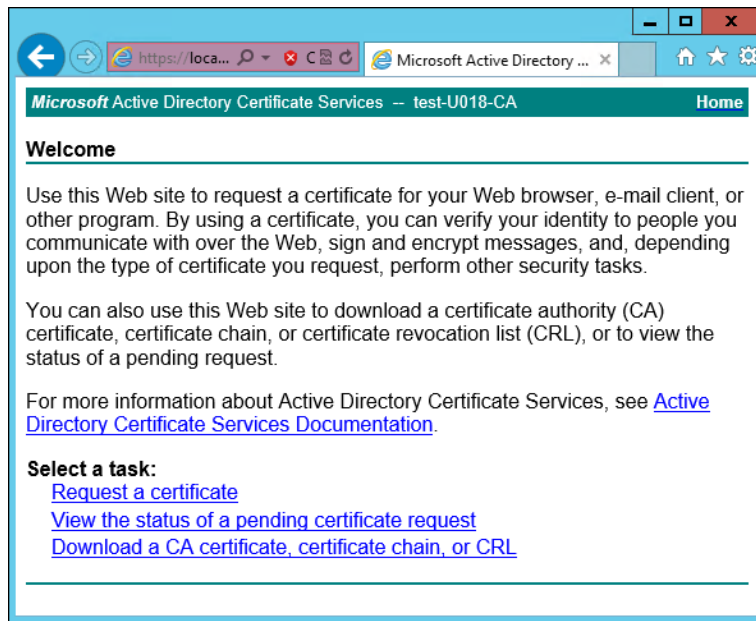 https://loca...
Microsoft Active Directory ...
Microsoft Active Directory Certificate Services -- test-U018-CA Home
Welcome
Use this Web site to request a certificate for your Web browser, e-mail client, or
other program. By using a certificate, you can verify your identity to people you
communicate with over the Web, sign and encrypt messages, and, depending
upon the type of certificate you request, perform other security tasks.
You can also use this Web site to download a certificate authority (CA)
certificate, certificate chain, or certificate revocation list (CRL), or to view the
status of a pending request.
For more information about Active Directory Certificate Services, see Active
Directory Certificate Services Documentation.
Select a task:
Request a certificate
View the status of a pending certificate request
Download a CA certificate, certificate chain, or CRL